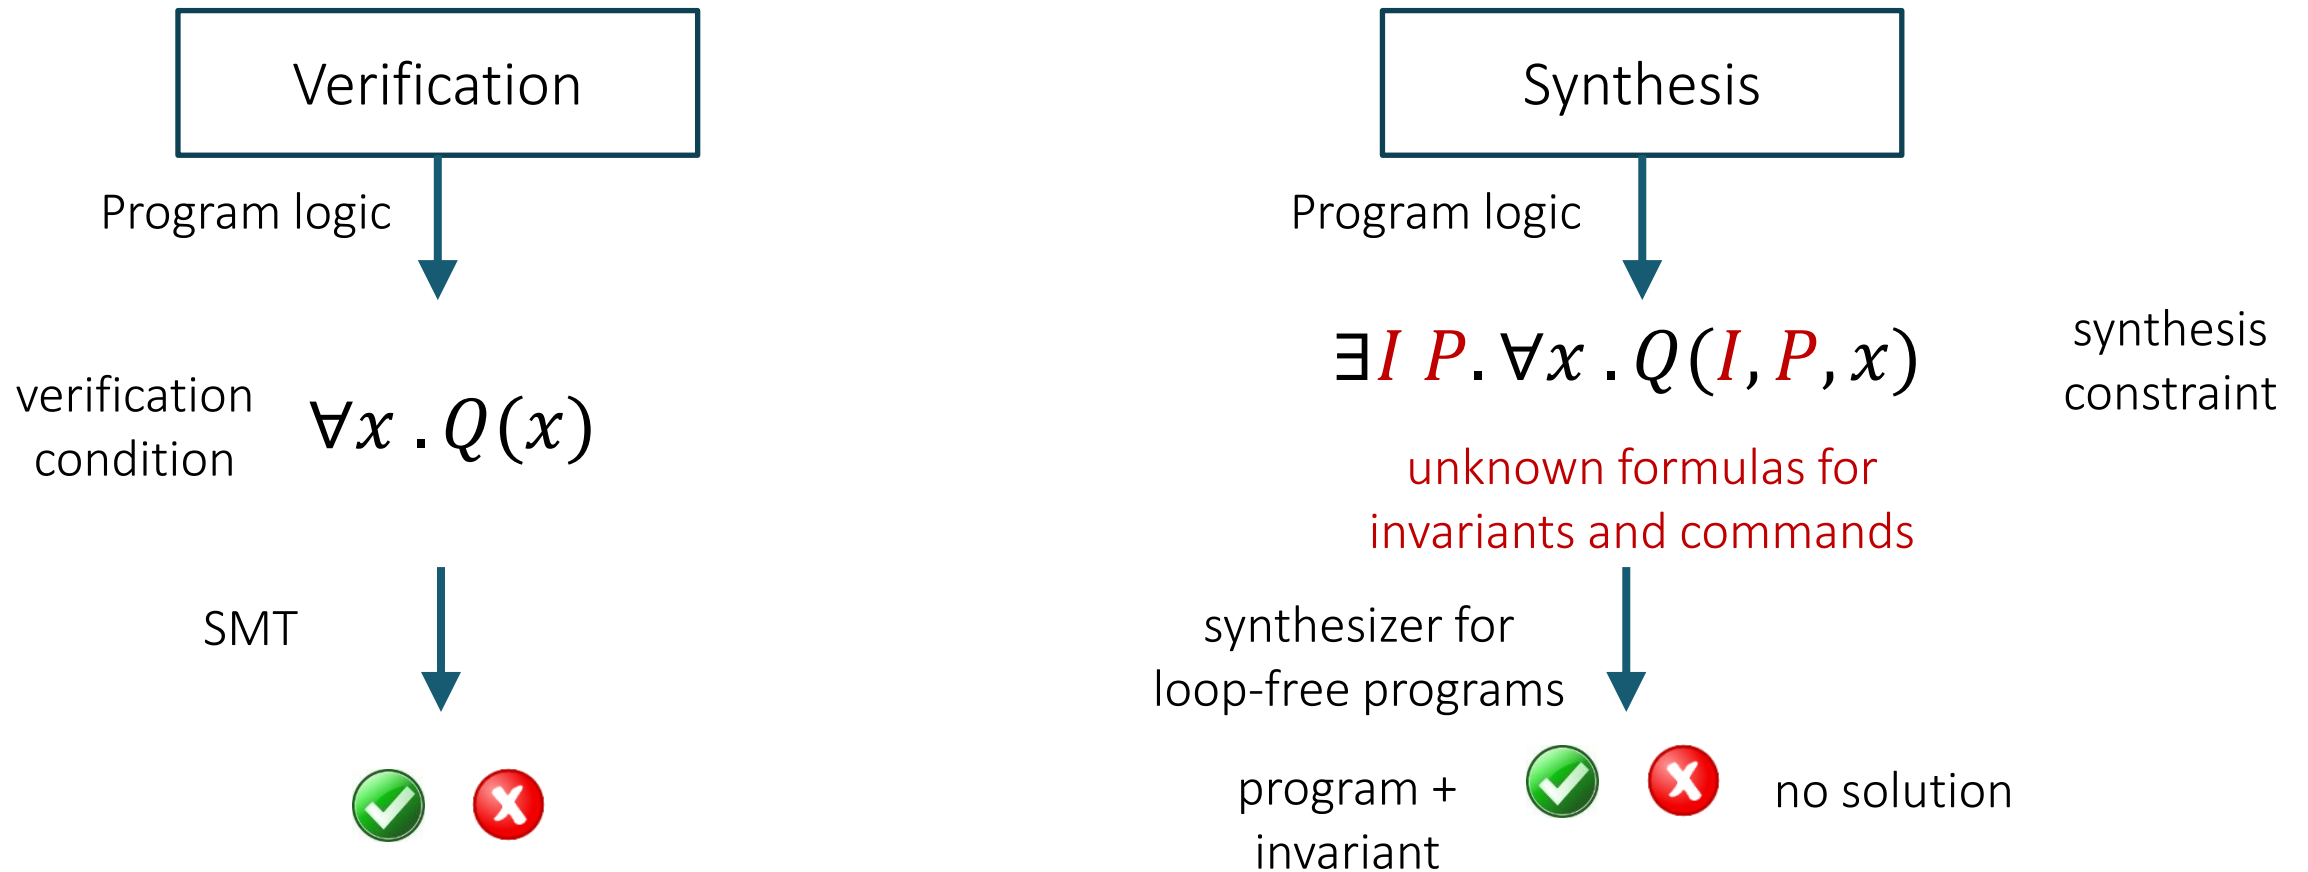 Verification
Program logic
verification
condition
∀x . Q(x)
SMT
Synthesis
Program logic
∃I P. ∀x . Q(I, P, x)
synthesis
constraint
unknown formulas for
invariants and commands
synthesizer for
loop-free programs
program +
invariant
no solution